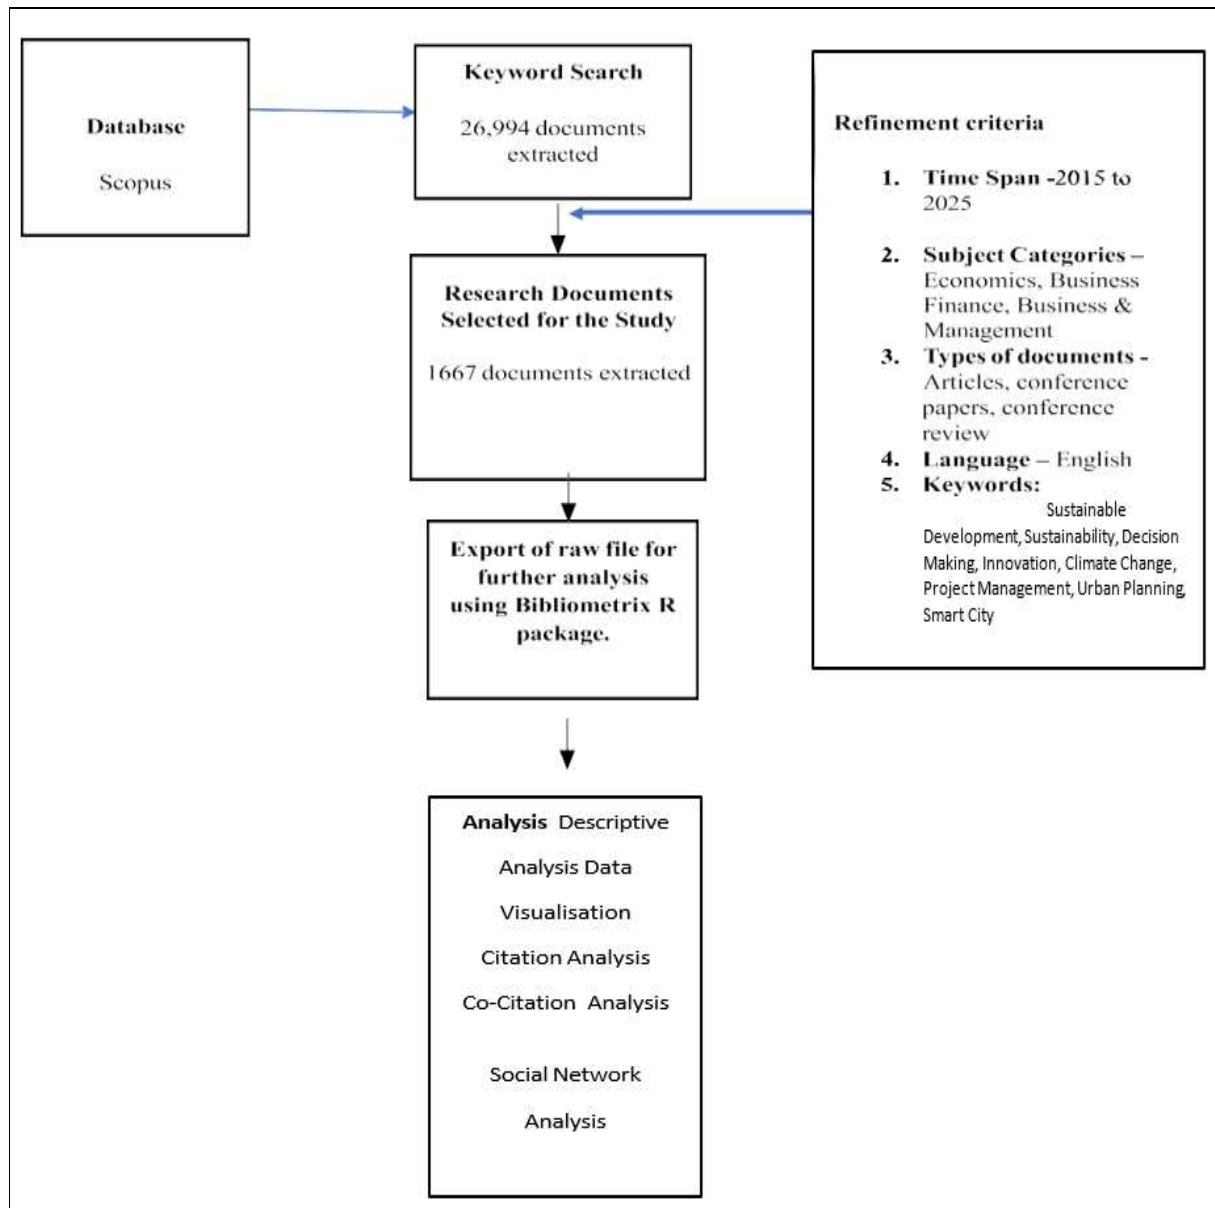 Database
Scopus
Keyword Search
26,994 documents
extracted
Refinement criteria
1. Time Span -2015 to
2025
2. Subject Categories –
Economics, Business
Finance, Business &
Management
3. Types of documents -
Articles, conference
papers, conference
review
4. Language – English
5. Keywords:
Sustainable
Development, Sustainability, Decision
Making, Innovation, Climate Change,
Project Management, Urban Planning,
Smart City
Research Documents
Selected for the Study
1667 documents extracted
Export of raw file for
further analysis
using Bibliometrix R
package.
Analysis Descriptive
Analysis Data
Visualisation
Citation Analysis
Co-Citation Analysis
Social Network
Analysis